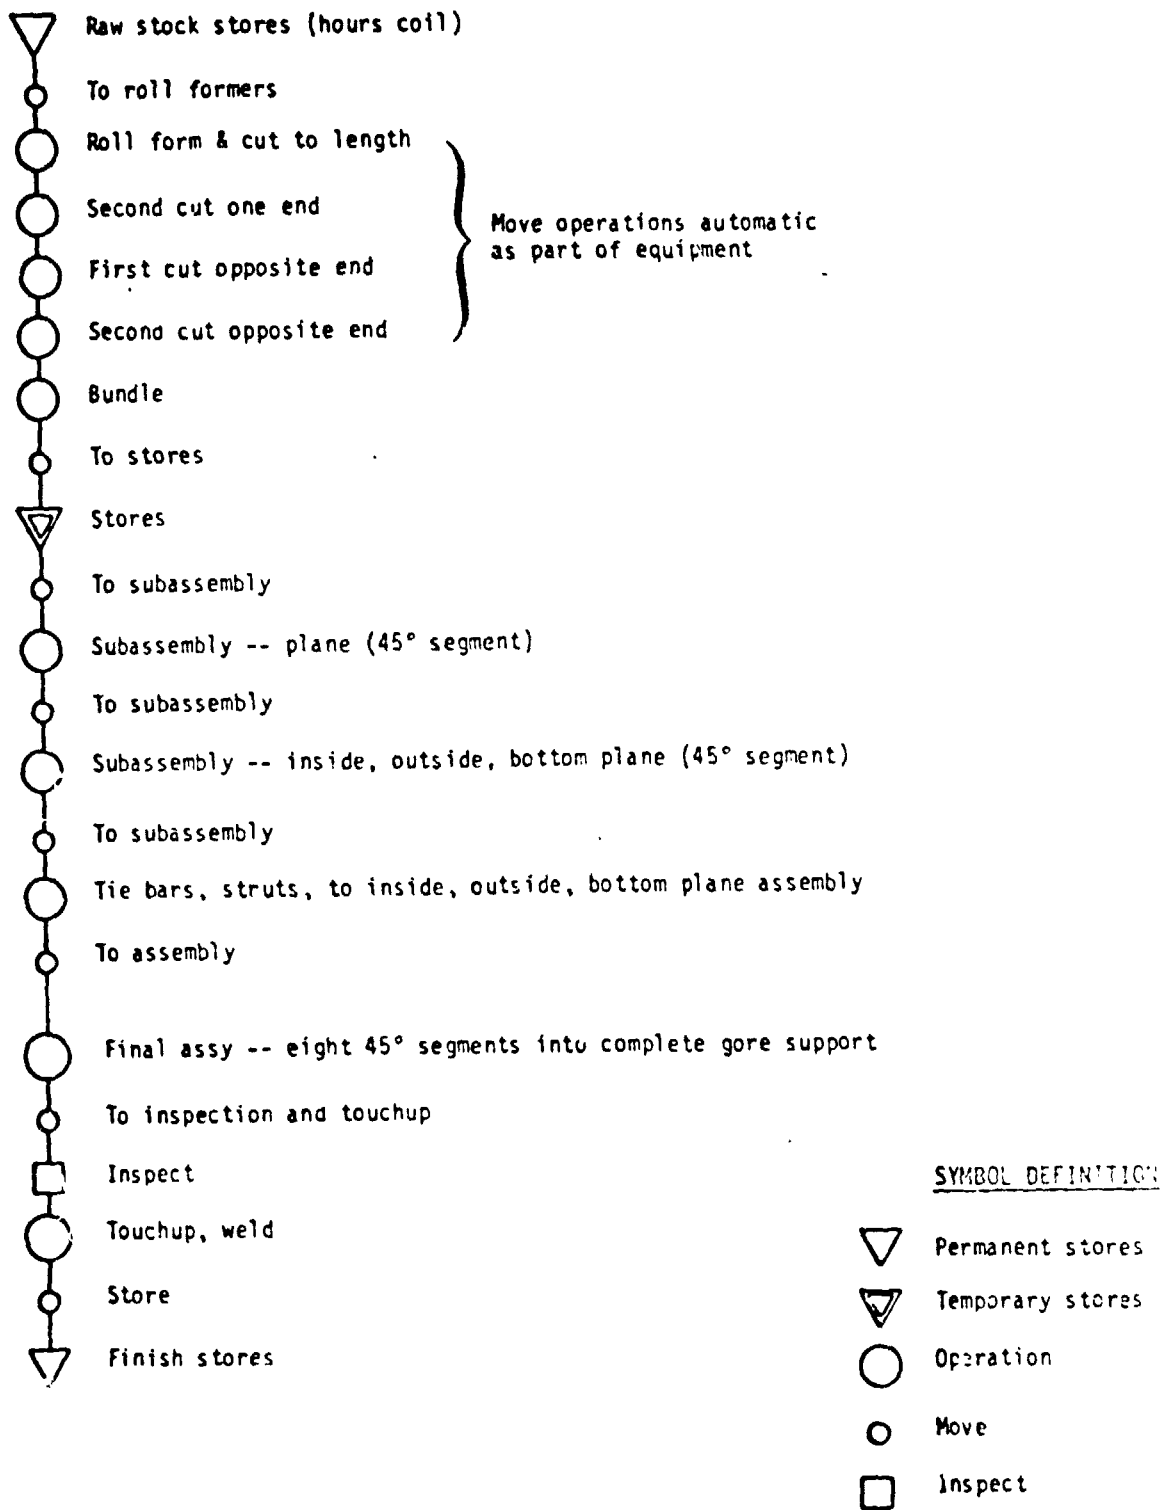 Raw stock stores (hours coil)
To roll formers
Roll form & cut to length
Second cut one end
Move operations automatic
as part of equipment
First cut opposite end
Second cut opposite end
Bundle
To stores
Stores
To subassembly
Subassembly -- plane (45° segment)
To subassembly
Subassembly -- inside, outside, bottom plane (45° segment)
To subassembly
Tie bars, struts, to inside, outside, bottom plane assembly
To assembly
Final assy -- eight 45° segments into complete gore support
To inspection and touchup
Inspect
Touchup, weld
Store
Finish stores
SYMBOL DEFINITION
Permanent stores
Temporary stores
Operation
Move
Inspect